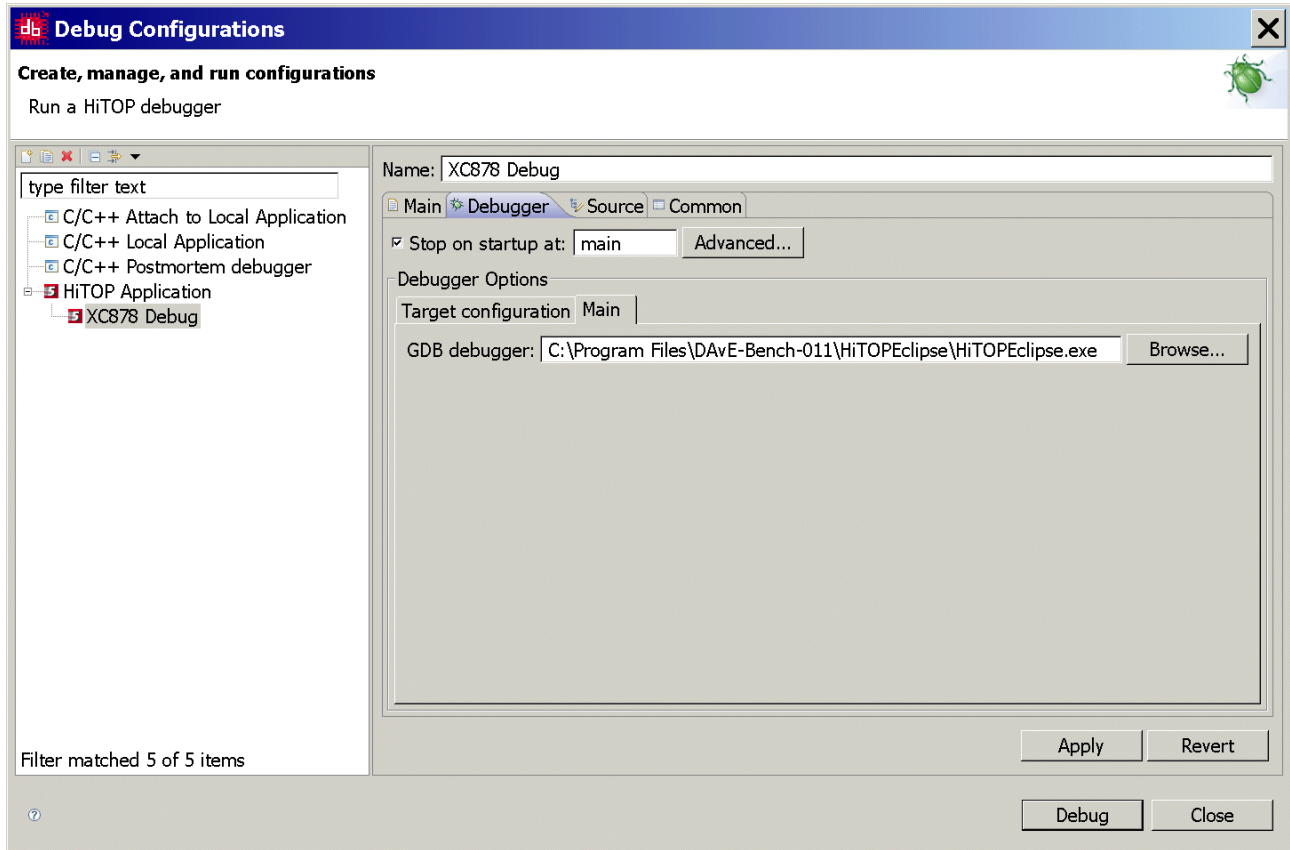 db Debug Configurations
Create, manage, and run configurations
Run a HiTOP debugger
type filter text
C/C++ Attach to Local Application
C/C++ Local Application
C/C++ Postmortem debugger
HiTOP Application
XC878 Debug
Filter matched 5 of 5 items
Name: XC878 Debug
Main Debugger Source Common
Stop on startup at: main Advanced...
Debugger Options
Target configuration Main
GDB debugger: C:\Program Files\DAvE-Bench-011\HiTOPEclipse\HiTOPEclipse.exe Browse...
Apply Revert
? Debug Close